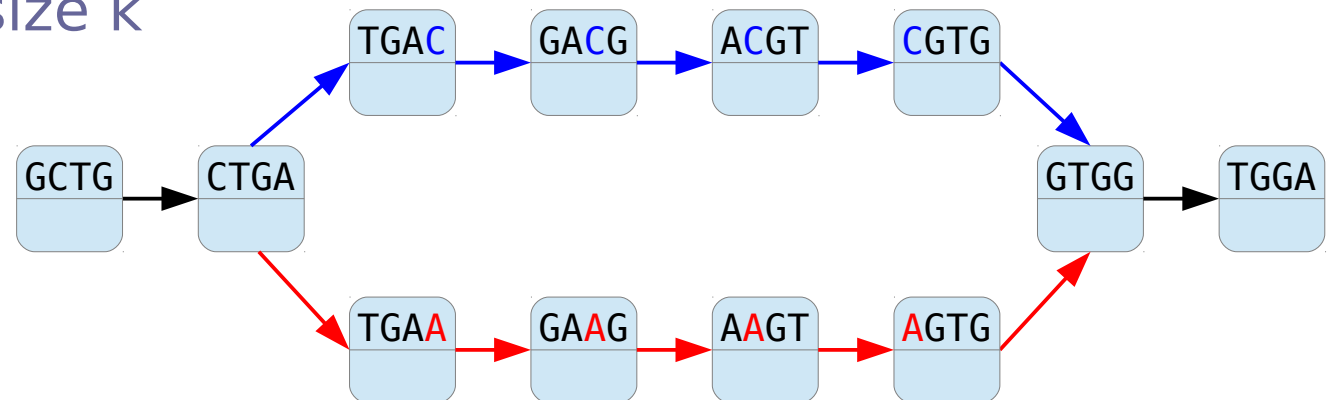 size k
TGAC GACG ACGT CGTG
GCTG CTGA GTGG TGGA
TGAA GAAG AAGT AGTG